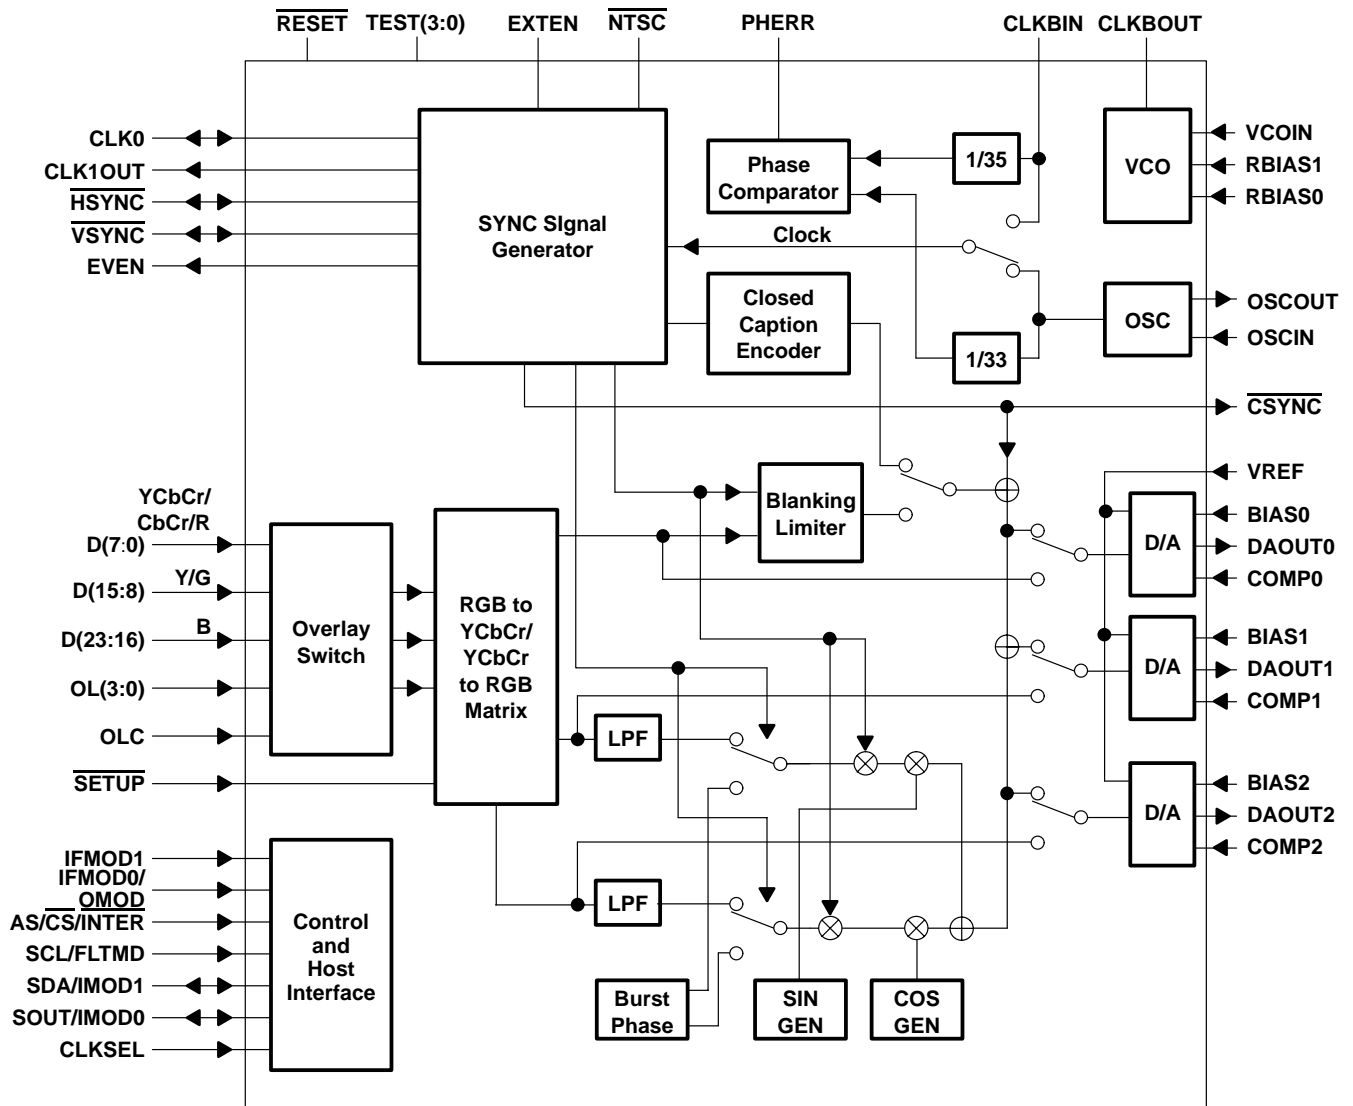 RESET TEST(3:0) EXTEN NTSC PHERR CLKBIN CLKBOUT
CLK0
CLK1OUT
HSYNC
VSYNC
EVEN
SYNC SIgnal
Generator
Phase
Comparator
1/35
VCO
VCOIN
RBIAS1
RBIAS0
Clock
Closed
Caption
Encoder
1/33
OSC
OSCOUT
OSCIN
CSYNC
VREF
YCbCr/
CbCr/R
D(7:0)
Y/G
D(15:8)
B
D(23:16)
OL(3:0)
OLC
SETUP
Overlay
Switch
RGB to
YCbCr/
YCbCr
to RGB
Matrix
Blanking
Limiter
D/A
BIAS0
DAOUT0
COMP0
D/A
BIAS1
DAOUT1
COMP1
LPF
D/A
BIAS2
DAOUT2
COMP2
IFMOD1
IFMOD0/
OMOD
AS/CS/INTER
SCL/FLTMD
SDA/IMOD1
SOUT/IMOD0
CLKSEL
Control
and
Host
Interface
LPF
Burst
Phase
SIN
GEN
COS
GEN